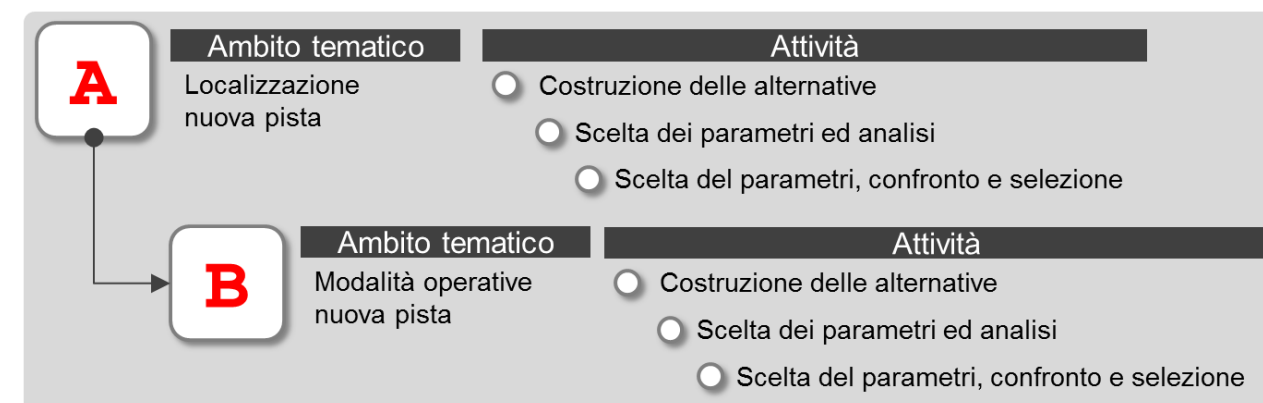 A
Ambito tematico
Attività
Localizzazione
nuova pista
Costruzione delle alternative
Scelta dei parametri ed analisi
Scelta del parametri, confronto e selezione
B
Ambito tematico
Attività
Modalità operative
nuova pista
Costruzione delle alternative
Scelta dei parametri ed analisi
Scelta del parametri, confronto e selezione